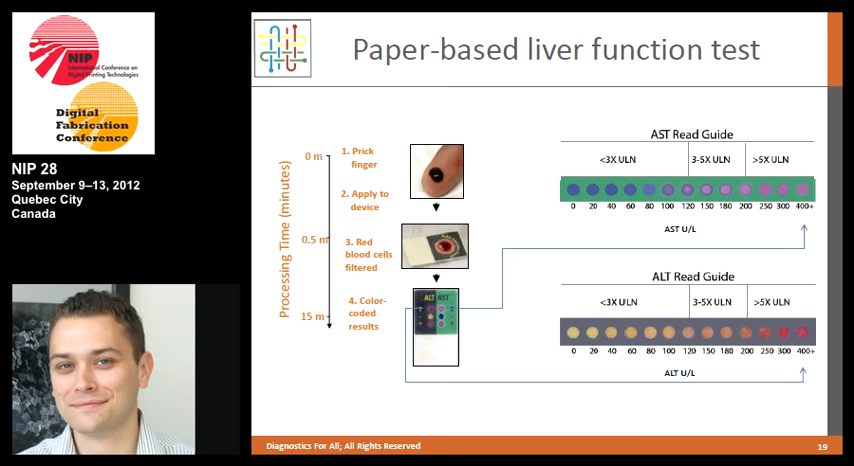 NIP
International Conference on
Digital Printing Technologies
Digital
Fabrication
Conference
NIP 28
September 9–13, 2012
Quebec City
Canada
Paper-based liver function test
Processing Time (minutes)
0 m
0.5 m
15 m
1. Prick
finger
2. Apply to
device
3. Red
blood cells
filtered
4. Color-
coded
results
ALT AST
AST Read Guide
<3X ULN 3-5X ULN >5X ULN
0 20 40 60 80 100 120 150 180 200 250 300 400+
AST U/L
ALT Read Guide
<3X ULN 3-5X ULN >5X ULN
0 20 40 60 80 100 120 150 180 200 250 300 400+
ALT U/L
Diagnostics For All; All Rights Reserved
19